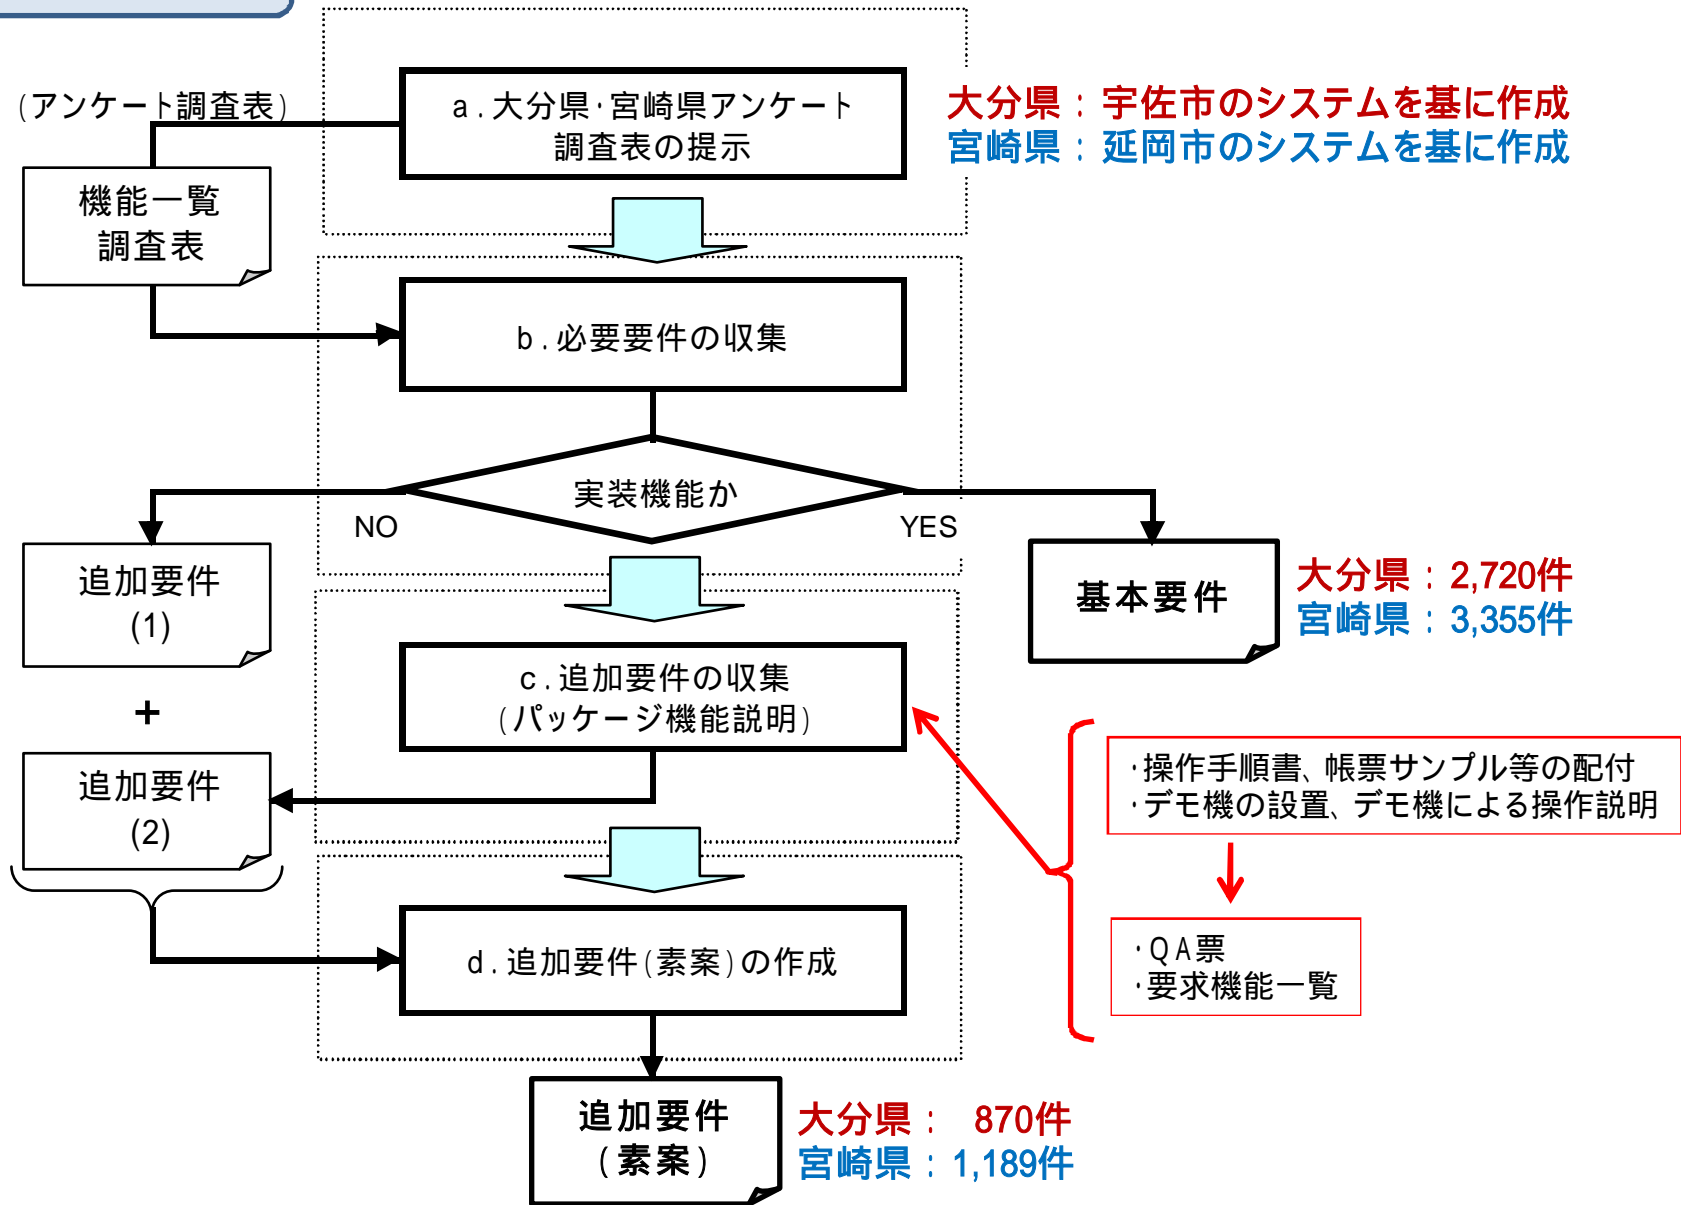 (アンケート調査表)
a.大分県・宮崎県アンケート
調査表の提示
大分県：宇佐市のシステムを基に作成
宮崎県：延岡市のシステムを基に作成
機能一覧
調査表
b.必要要件の収集
実装機能か
NO
YES
追加要件
(1)
基本要件
大分県：2,720件
宮崎県：3,355件
c.追加要件の収集
(パッケージ機能説明)
+
追加要件
(2)
・操作手順書、帳票サンプル等の配付
・デモ機の設置、デモ機による操作説明
・QA票
・要求機能一覧
d.追加要件(素案)の作成
追加要件
(素案)
大分県： 870件
宮崎県：1,189件